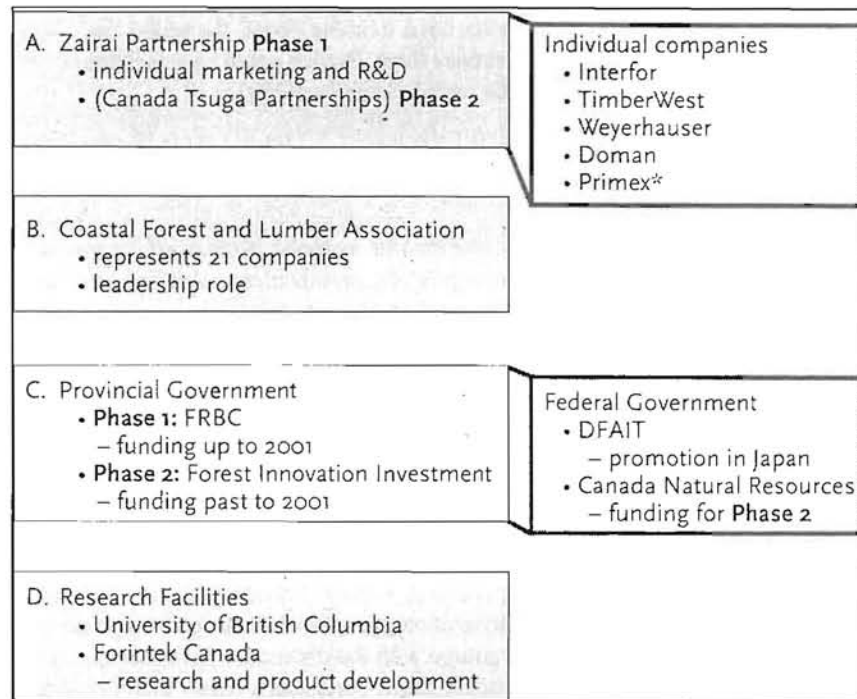 A. Zairai Partnership Phase 1
• individual marketing and R&D
• (Canada Tsuga Partnerships) Phase 2
Individual companies
• Interfor
• TimberWest
• Weyerhauser
• Doman
• Primex*
B. Coastal Forest and Lumber Association
• represents 21 companies
• leadership role
C. Provincial Government
• Phase 1: FRBC
– funding up to 2001
• Phase 2: Forest Innovation Investment
– funding past to 2001
Federal Government
• DFAIT
– promotion in Japan
• Canada Natural Resources
– funding for Phase 2
D. Research Facilities
• University of British Columbia
• Forintek Canada
– research and product development